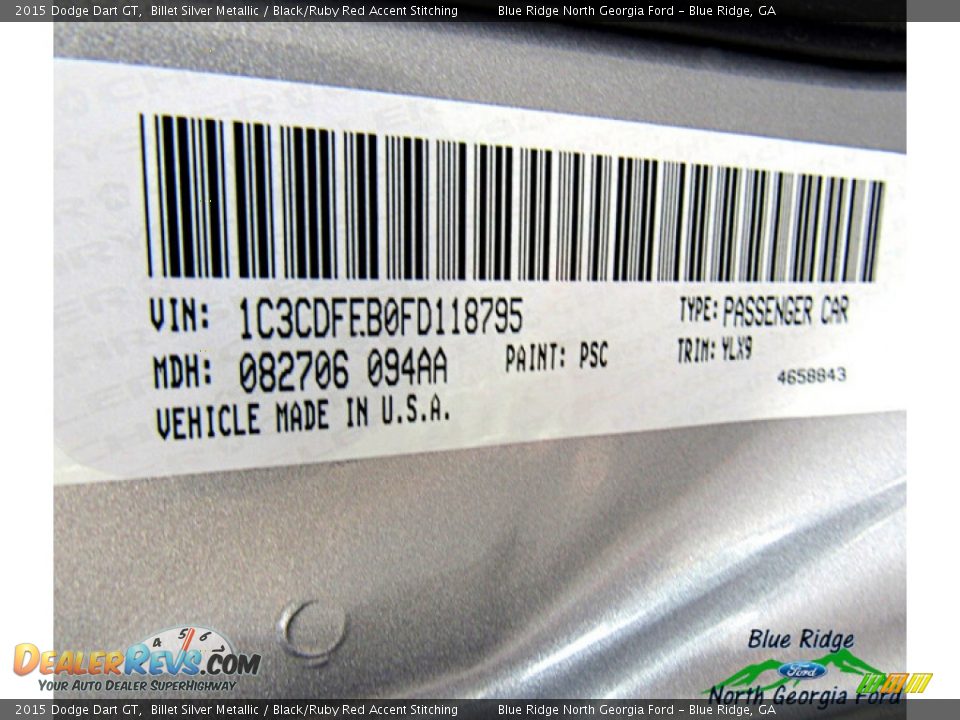 2015 Dodge Dart GT,  Billet Silver Metallic / Black/Ruby Red Accent Stitching        Blue Ridge North Georgia Ford - Blue Ridge, GA
VIN: 1C3CDFEB0FD118795 TYPE: PASSENGER CAR
MDH: 082706 094AA PAINT: PSC TRIM: YLX9
4658843
VEHICLE MADE IN U.S.A.
4 5 6
DEALERREVS.COM
YOUR AUTO DEALER SUPERHIGHWAY
Blue Ridge
Ford
North Georgia Ford
2015 Dodge Dart GT,  Billet Silver Metallic / Black/Ruby Red Accent Stitching        Blue Ridge North Georgia Ford - Blue Ridge, GA